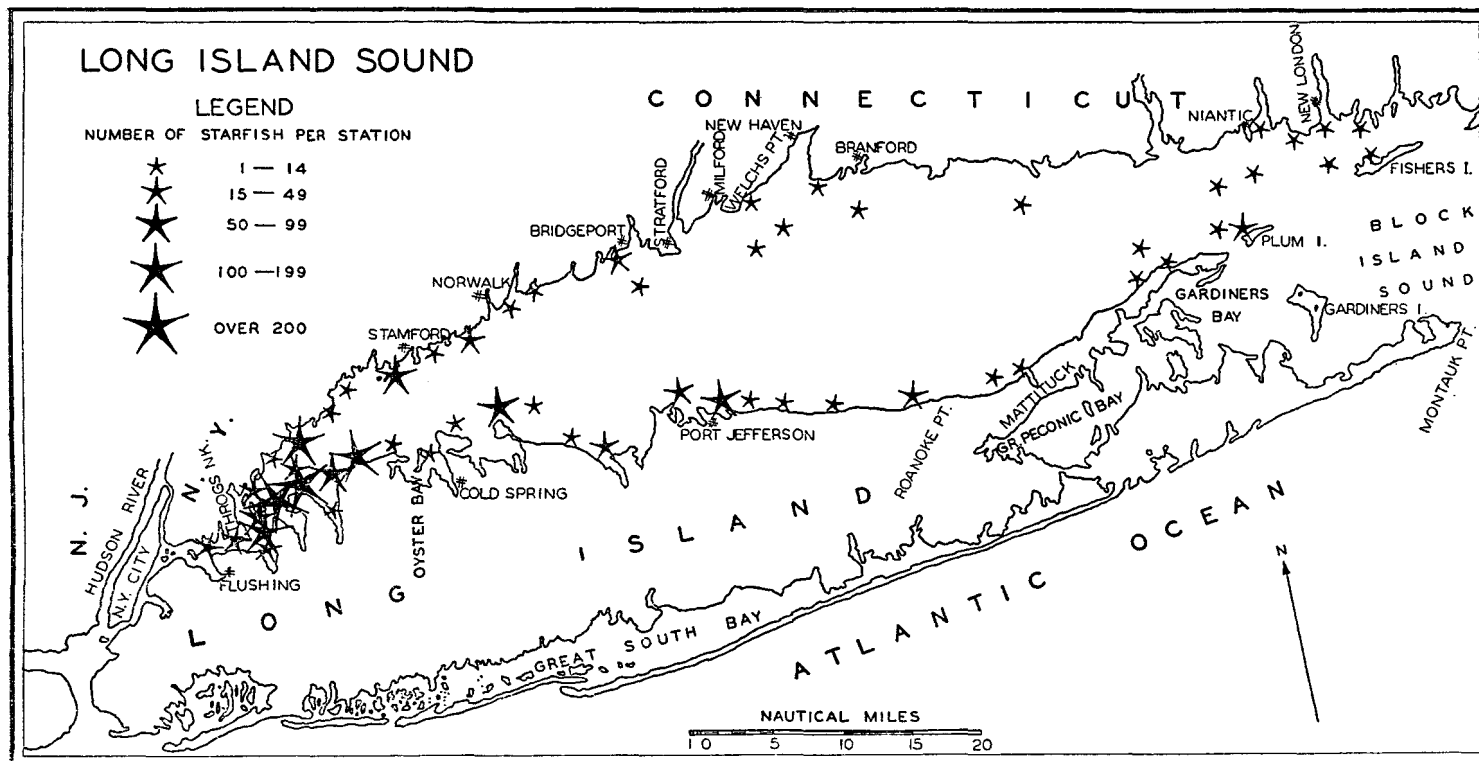 LONG ISLAND SOUND
LEGEND
NUMBER OF STARFISH PER STATION
1 — 14
15 — 49
50 — 99
100 — 199
OVER 200
CONNECTICUT
NEW HAVEN
WELCHS PT.
MILFORD
STRATFORD
BRIDGEPORT
NORWALK
STAMFORD
BRANFORD
NIANTIC
NEW LONDON
FISHERS I.
PLUM I.
BLOCK
ISLAND
SOUND
GARDINERS
BAY
GARDINERS I.
MONTAUK PT.
MATTITUCK
GR. PECONIC BAY
ROANOKE PT.
PORT JEFFERSON
COLD SPRING
OYSTER BAY
THROGS NK.
FLUSHING
N. Y.
N. J.
HUDSON RIVER
N.Y. CITY
LONG ISLAND
GREAT SOUTH BAY
ATLANTIC OCEAN
N
NAUTICAL MILES
1 0 5 10 15 20